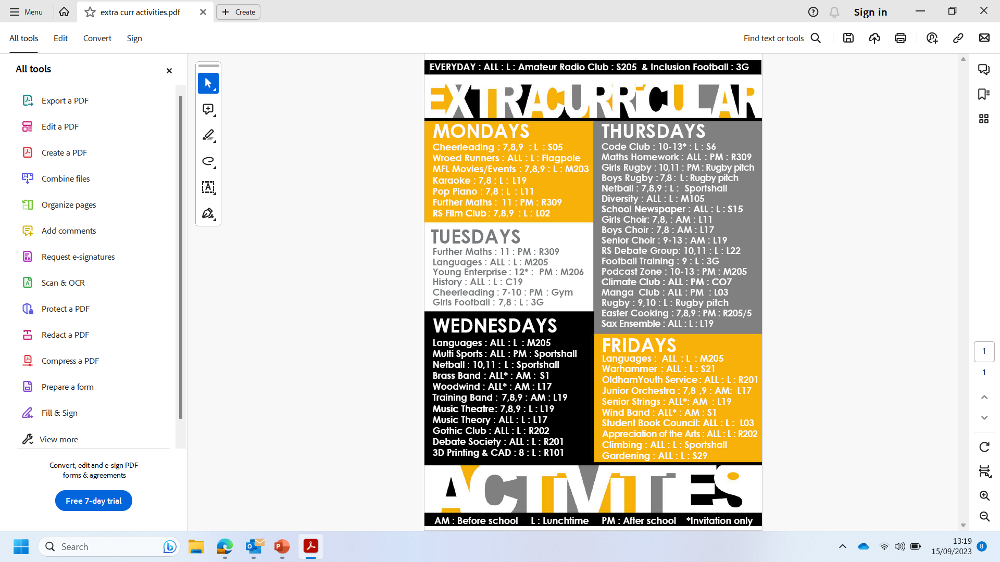 Menu
extra curr activities.pdf
Create
Sign in
All tools
Edit
Convert
Sign
Find text or tools
All tools
Export a PDF
Edit a PDF
Create a PDF
Combine files
Organize pages
Add comments
Request e-signatures
Scan & OCR
Protect a PDF
Redact a PDF
Compress a PDF
Prepare a form
Fill & Sign
View more
Convert, edit and e-sign PDF
forms & agreements
Free 7-day trial
EVERYDAY : ALL : L : Amateur Radio Club : S205 & Inclusion Football : 3G
EXTRACURRiCULAR
MONDAYS
Cheerleading : 7,8,9 : L : S05
Wroed Runners : ALL : L : Flagpole
MFL Movies/Events : 7,8,9 : L : M203
Karaoke : 7,8 : L : L19
Pop Piano : 7,8 : L : L11
Further Maths : 11 : PM : R309
RS Film Club : 7,8,9 : L : L02
TUESDAYS
Further Maths : 11 : PM : R309
Languages : ALL : L : M205
Young Enterprise : 12* : PM : M206
History : ALL : L : C19
Cheerleading : 7-10 : PM : Gym
Girls Football : 7,8 : L : 3G
WEDNESDAYS
Languages : ALL : L : M205
Multi Sports : ALL : PM : Sportshall
Netball : 10,11 : L : Sportshall
Brass Band : ALL* : AM : S1
Woodwind : ALL* : AM : L17
Training Band : 7,8,9 : AM : L19
Music Theatre: 7,8,9 : L : L19
Music Theory : ALL : L : L17
Gothic Club : ALL : L : R202
Debate Society : ALL : L : R201
3D Printing & CAD : 8 : L : R101
THURSDAYS
Code Club : 10-13* : L : S6
Maths Homework : ALL : PM : R309
Girls Rugby : 10,11 : PM : Rugby pitch
Boys Rugby : 7,8 : L : Rugby pitch
Netball : 7,8,9 : L : Sportshall
Diversity : ALL : L : M105
School Newspaper : ALL : L : S15
Girls Choir: 7,8, : AM : L11
Boys Choir : 7,8 : AM : L17
Senior Choir : 9-13 : AM : L19
RS Debate Group: 10,11 : L : L22
Football Training : 9 : L : 3G
Podcast Zone : 10-13 : PM : M205
Climate Club : ALL : PM : CO7
Manga Club : ALL : PM : L03
Rugby : 9,10 : L : Rugby pitch
Easter Cooking : 7,8,9 : PM : R205/5
Sax Ensemble : ALL : L : L19
FRIDAYS
Languages : ALL : L : M205
Warhammer : ALL : L : S21
OldhamYouth Service : ALL : L : R201
Junior Orchestra : 7,8 ,9 : AM: L17
Senior Strings : ALL*: AM : L19
Wind Band : ALL* : AM : S1
Student Book Council: ALL : L : L03
Appreciation of the Arts : ALL : L : R202
Climbing : ALL : L : Sportshall
Gardening : ALL : L : S29
ACTIVITIES
AM : Before school L : Lunchtime PM : After school *Invitation only
1
1
Search
13:19
15/09/2023
8